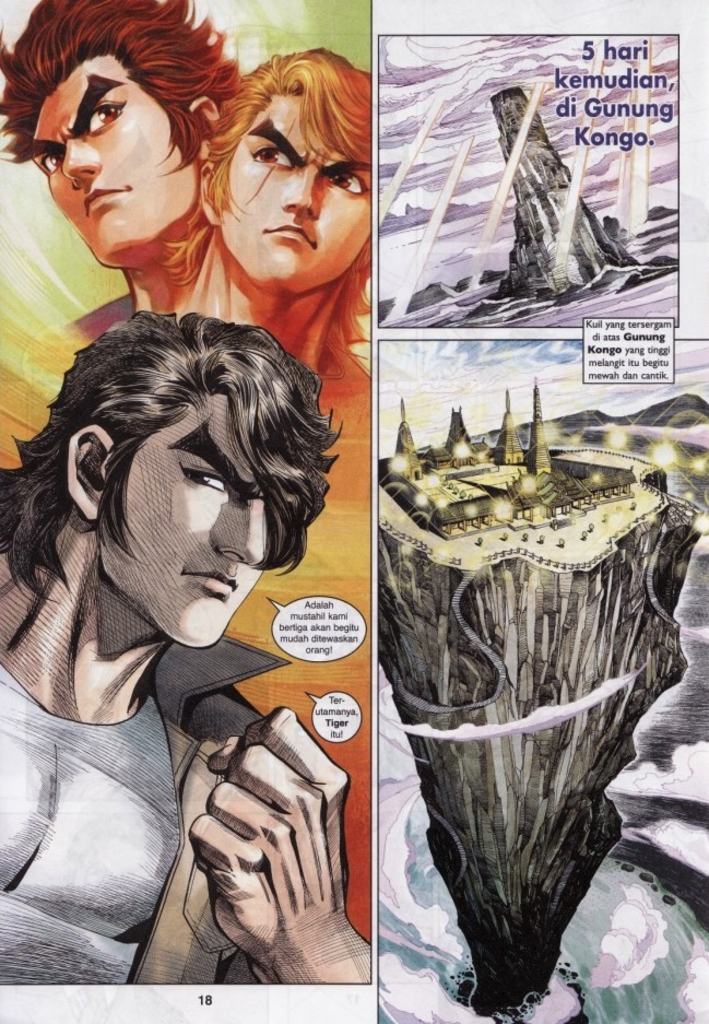 Adalah
mustahil kami
bertiga akan begitu
mudah ditewaskan
orang!
Ter-
utamanya,
Tiger
itu!
5 hari
kemudian,
di Gunung
Kongo.
Kuil yang tersergam
di atas Gunung
Kongo yang tinggi
melangit itu begitu
mewah dan cantik.
18